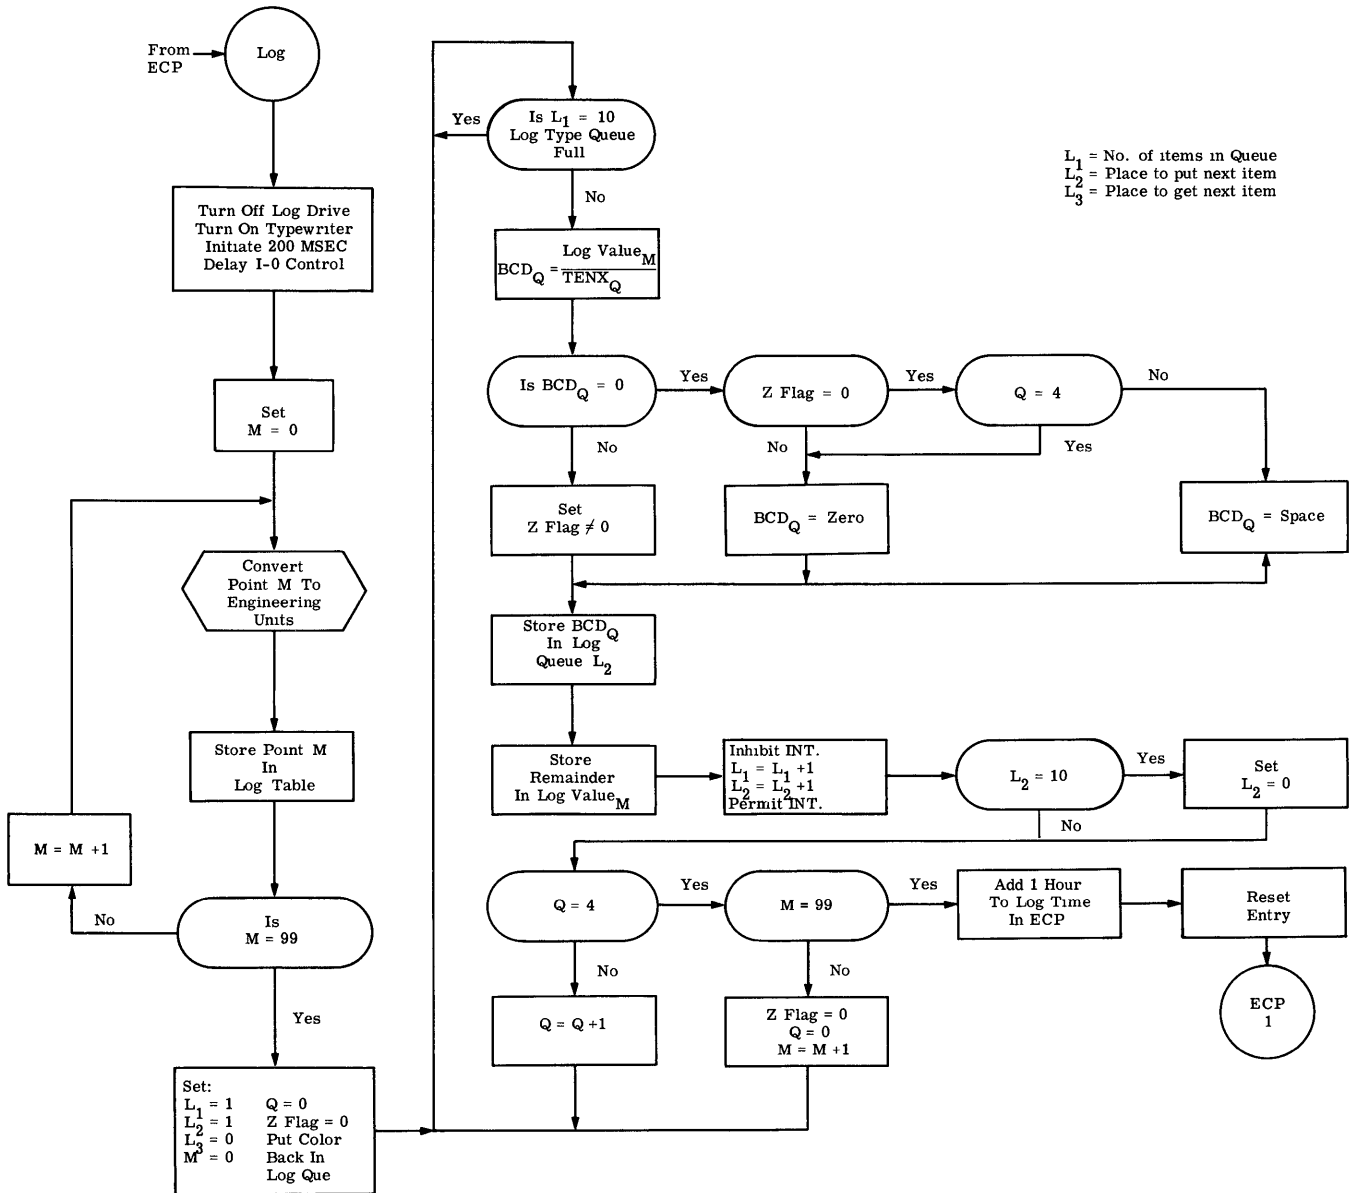 From
ECP
Log
Turn Off Log Drive
Turn On Typewriter
Initiate 200 MSEC
Delay I-0 Control
Set
M = 0
Convert
Point M To
Engineering
Units
Store Point M
In
Log Table
M = M +1
No
Is
M = 99
Yes
Set:
L1 = 1 Q = 0
L2 = 1 Z Flag = 0
L3 = 0 Put Color
M = 0 Back In
Log Que
Yes
Is L1 = 10
Log Type Queue
Full
No
L1 = No. of items in Queue
L2 = Place to put next item
L3 = Place to get next item
BCDQ = Log ValueM
TENXQ
Is BCDQ = 0
Yes
Z Flag = 0
Yes
Q = 4
No
No
No
Yes
Set
Z Flag ≠ 0
BCDQ = Zero
BCDQ = Space
Store BCDQ
In Log
Queue L2
Store
Remainder
In Log ValueM
Inhibit INT.
L1 = L1 +1
L2 = L2 +1
Permit INT.
L2 = 10
Yes
No
Set
L2 = 0
Q = 4
Yes
M = 99
Yes
Add 1 Hour
To Log Time
In ECP
Reset
Entry
No
No
Q = Q +1
Z Flag = 0
Q = 0
M = M +1
ECP
1